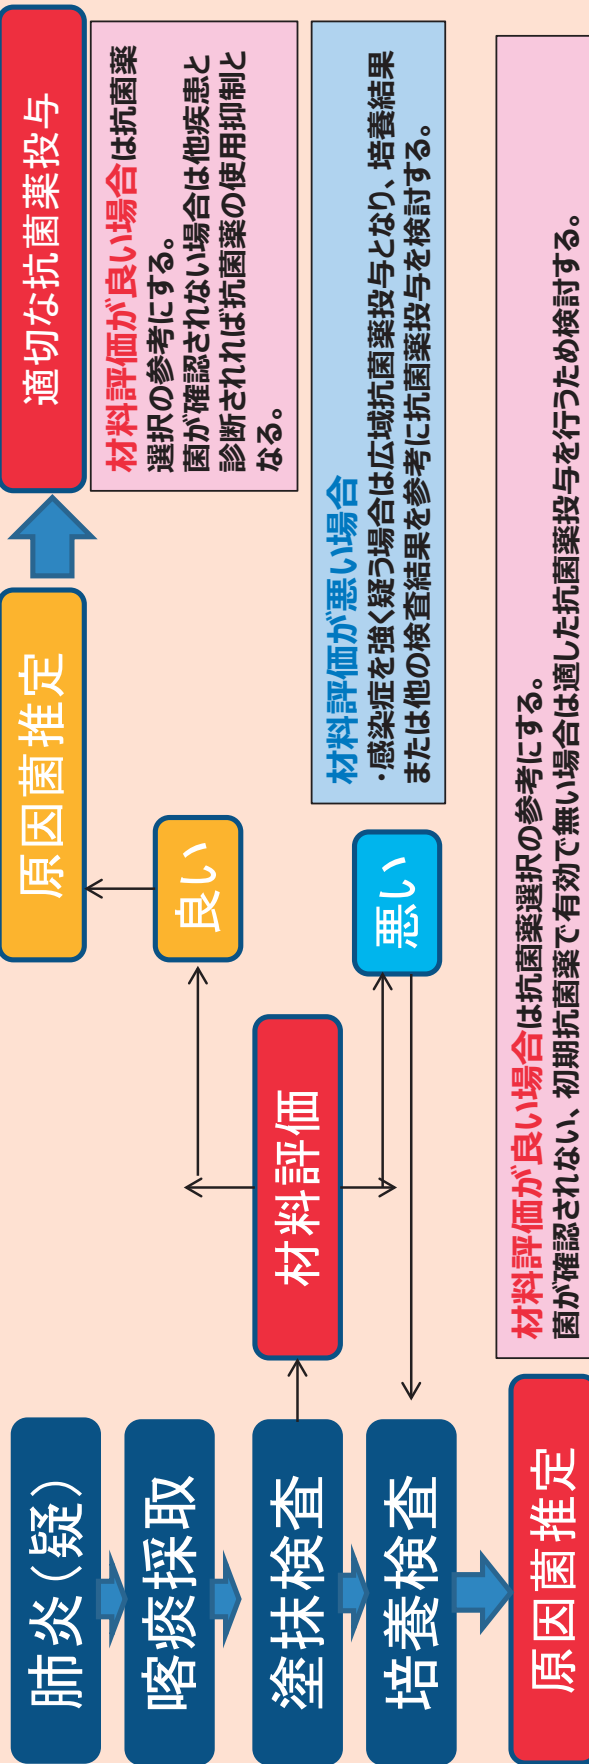 肺炎（疑）
喀痰採取
塗抹検査
培養検査
原因菌推定
材料評価
良い
悪い
原因菌推定
適切な抗菌薬投与
材料評価が良い場合は抗菌薬
選択の参考にする。
菌が確認されない場合は他疾患と
診断されれば抗菌薬の使用抑制と
なる。
材料評価が悪い場合
・感染症を強く疑う場合は広域抗菌薬投与となり、培養結果
または他の検査結果を参考に抗菌薬投与を検討する。
材料評価が良い場合は抗菌薬選択の参考にする。
菌が確認されない、初期抗菌薬で有効で無い場合は適した抗菌薬投与を行うため検討する。